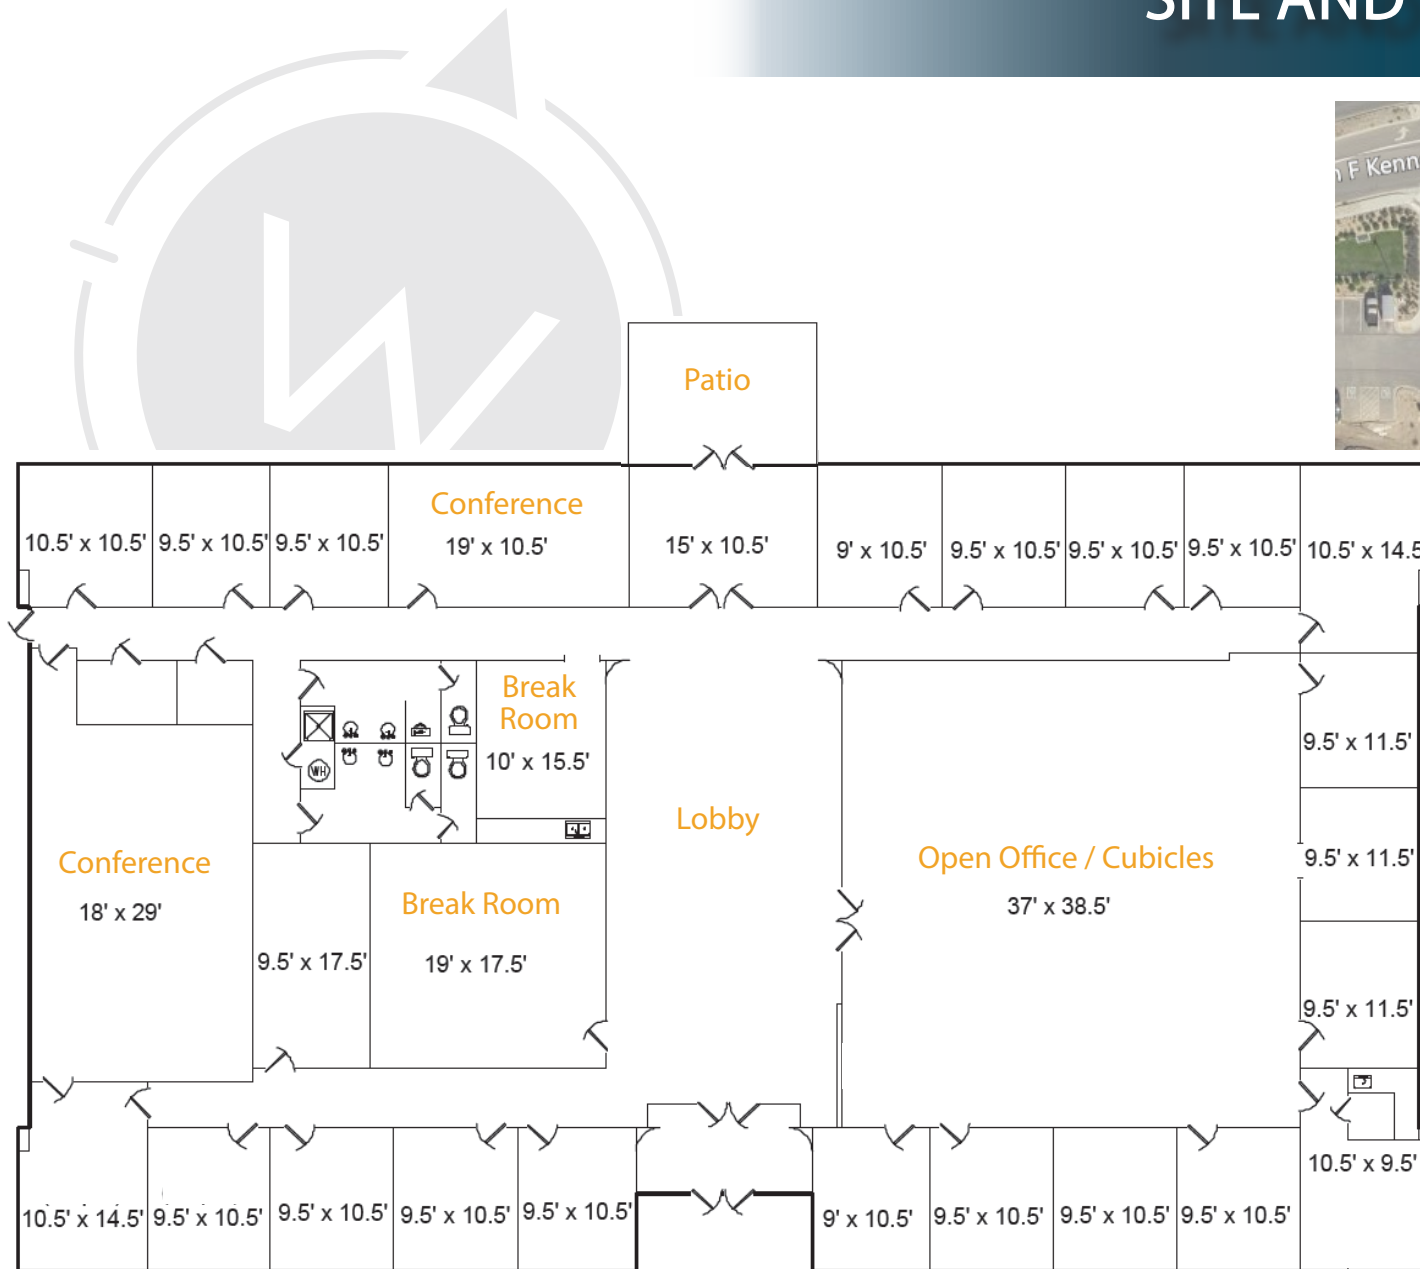 SITE AND
F Kenn
W
Patio
Conference
10.5' x 10.5'
9.5' x 10.5'
9.5' x 10.5'
19' x 10.5'
15' x 10.5'
9' x 10.5'
9.5' x 10.5'
9.5' x 10.5'
9.5' x 10.5'
10.5' x 14.5
Break
Room
10' x 15.5'
WH
9.5' x 11.5'
Lobby
Conference
18' x 29'
Open Office / Cubicles
37' x 38.5'
9.5' x 11.5'
Break Room
9.5' x 17.5'
19' x 17.5'
9.5' x 11.5'
10.5' x 9.5'
10.5' x 14.5'
9.5' x 10.5'
9.5' x 10.5'
9.5' x 10.5'
9.5' x 10.5'
9' x 10.5'
9.5' x 10.5'
9.5' x 10.5'
9.5' x 10.5'